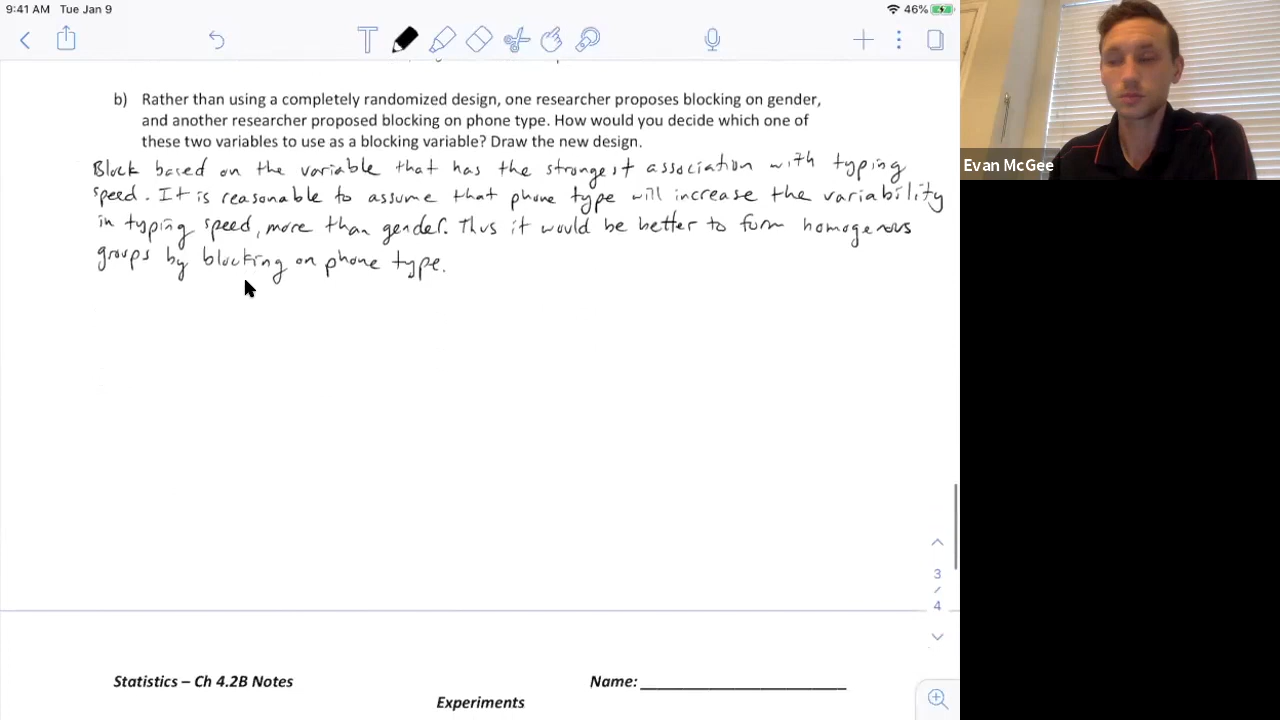 9:41 AM Tue Jan 9
46%
b) Rather than using a completely randomized design, one researcher proposes blocking on gender,
and another researcher proposed blocking on phone type. How would you decide which one of
these two variables to use as a blocking variable? Draw the new design.
Block based on the variable that has the strongest association with typing
speed. It is reasonable to assume that phone type will increase the variability
in typing speed, more than gender. Thus it would be better to form homogenous
groups by blocking on phone type.
Evan McGee
3
/
4
Statistics – Ch 4.2B Notes
Name: ________________________
Experiments